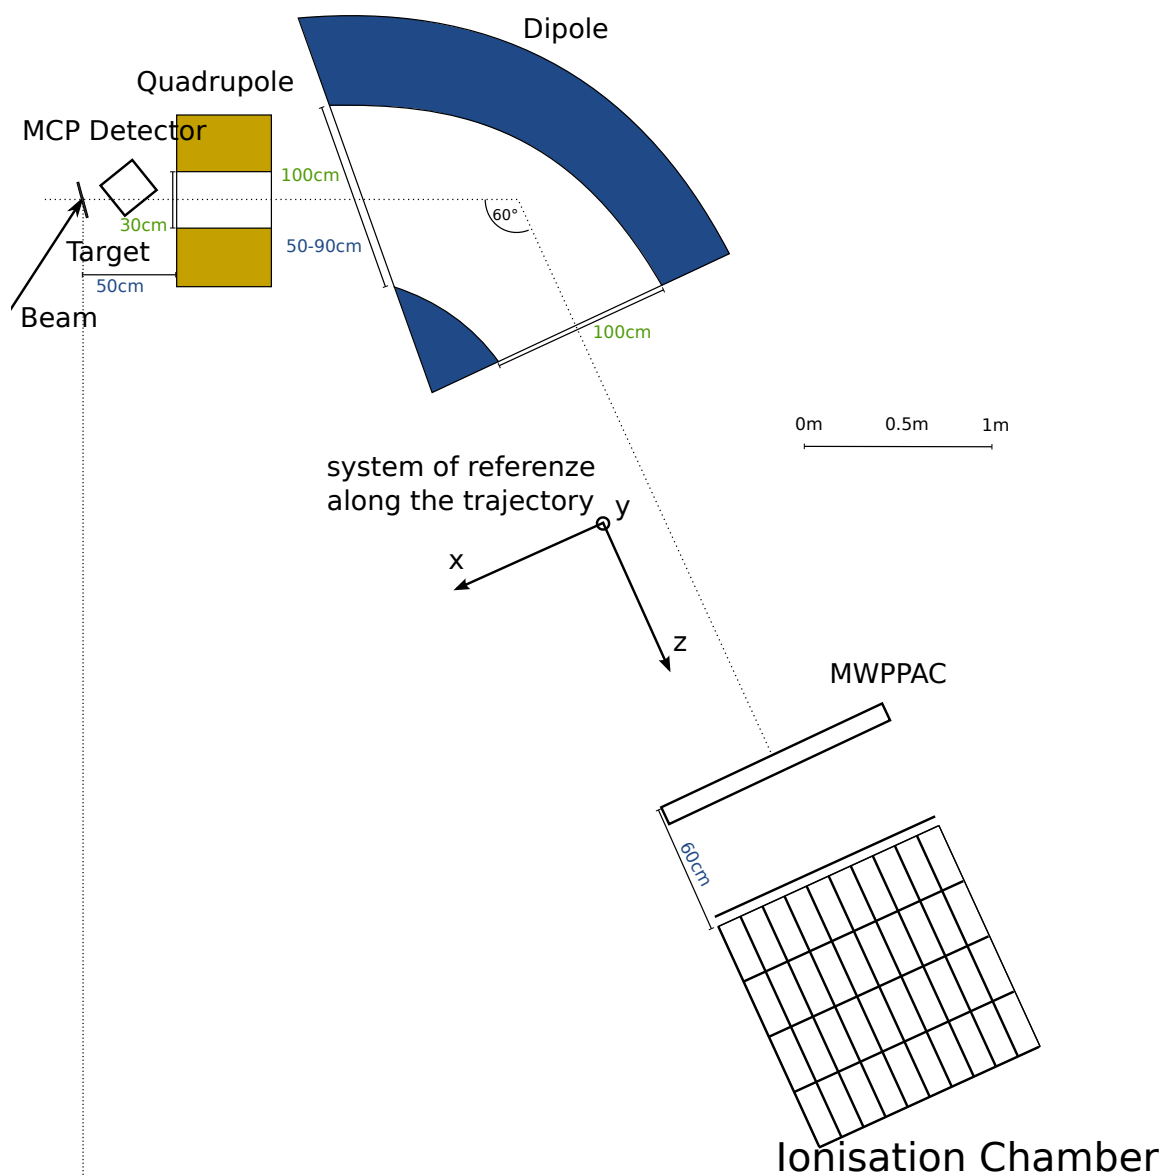 Dipole
Quadrupole
MCP Detector
100cm
60°
30cm
50-90cm
Target
50cm
Beam
100cm
0m 0.5m 1m
system of referenze
along the trajectory
y
x
z
MWPPAC
60cm
Ionisation Chamber